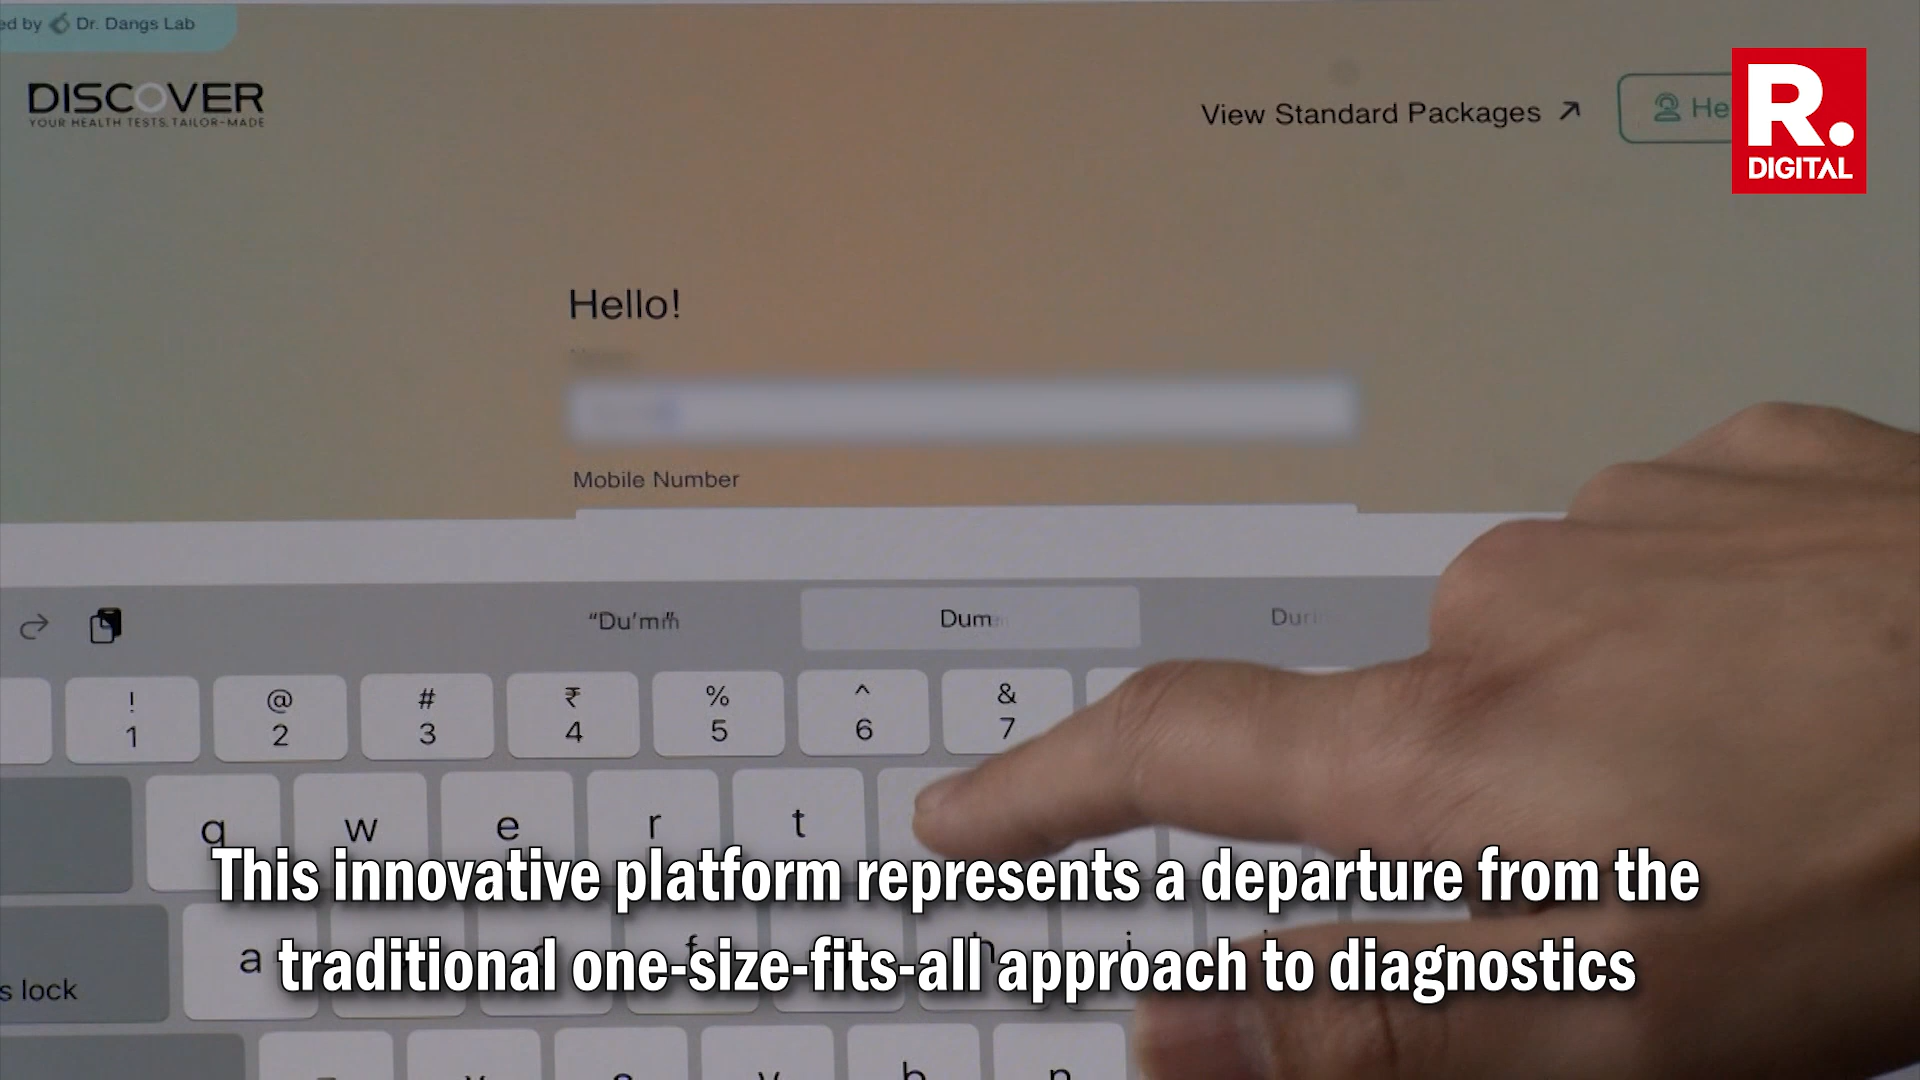 ed by Dr. Dangs Lab
DISCOVER
YOUR HEALTH TESTS, TAILOR-MADE
View Standard Packages
He
R.
DIGITAL
Hello!
Mobile Number
Dum
! @ # ₹ % ^ &
1 2 3 4 5 6 7
q w e r t
This innovative platform represents a departure from the
a f h i
traditional one-size-fits-all approach to diagnostics
s lock
b n